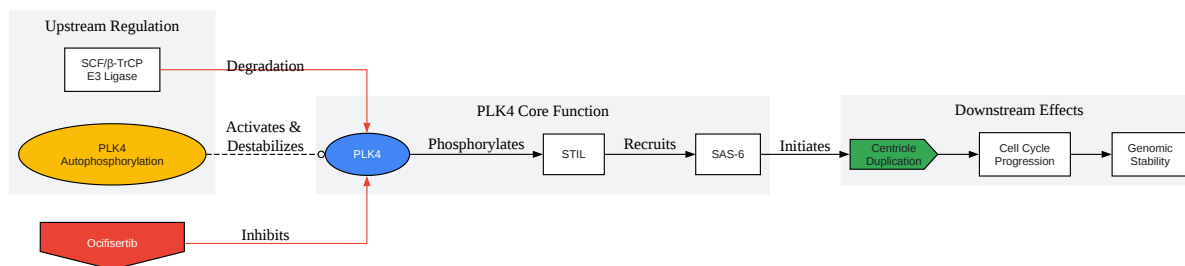 Upstream Regulation
SCF/β-TrCP
E3 Ligase
Degradation
PLK4 Core Function
Downstream Effects
PLK4
Autophosphorylation
Activates &
Destabilizes
PLK4
Phosphorylates
STIL
Recruits
SAS-6
Initiates
Centriole
Duplication
Cell Cycle
Progression
Genomic
Stability
Ocifisertib
Inhibits